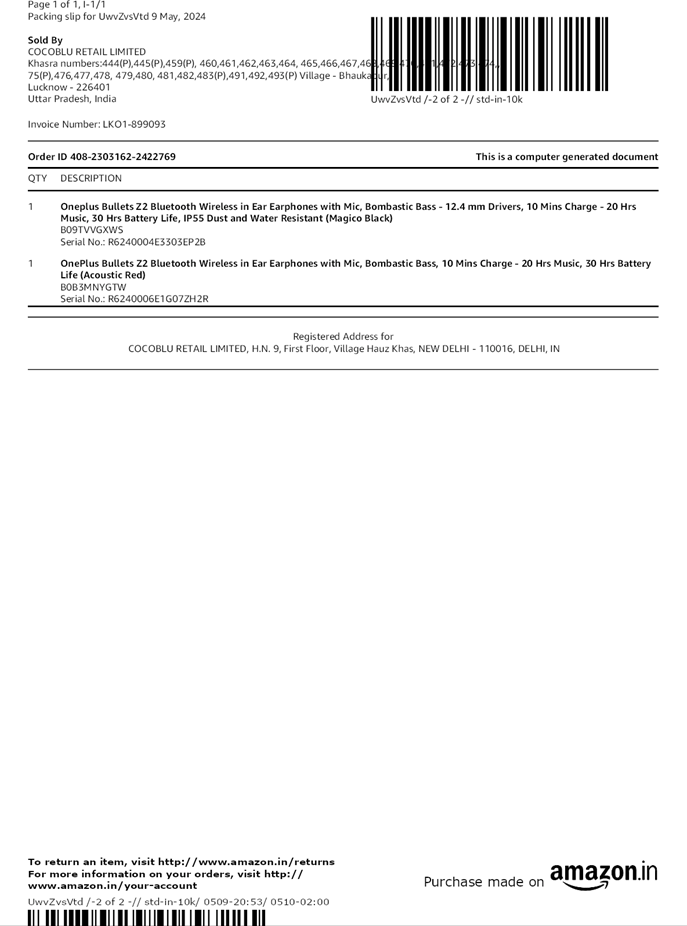 Page 1 of 1, I-1/1
Packing slip for UwvZvsVtd 9 May, 2024
Sold By
COCOBLU RETAIL LIMITED
Khasra numbers:444(P),445(P),459(P), 460,461,462,463,464, 465,466,467,468,469,470,471,472,473,474,
75(P),476,477,478, 479,480, 481,482,483(P),491,492,493(P) Village - Bhaukapur,
Lucknow - 226401
Uttar Pradesh, India
UwvZvsVtd /-2 of 2 -// std-in-10k
Invoice Number: LKO1-899093
Order ID 408-2303162-2422769 This is a computer generated document
QTY DESCRIPTION
1 Oneplus Bullets Z2 Bluetooth Wireless in Ear Earphones with Mic, Bombastic Bass - 12.4 mm Drivers, 10 Mins Charge - 20 Hrs
Music, 30 Hrs Battery Life, IP55 Dust and Water Resistant (Magico Black)
B09TVVGXWS
Serial No.: R6240004E3303EP2B
1 OnePlus Bullets Z2 Bluetooth Wireless in Ear Earphones with Mic, Bombastic Bass, 10 Mins Charge - 20 Hrs Music, 30 Hrs Battery
Life (Acoustic Red)
B0B3MNYGTW
Serial No.: R6240006E1G07ZH2R
Registered Address for
COCOBLU RETAIL LIMITED, H.N. 9, First Floor, Village Hauz Khas, NEW DELHI - 110016, DELHI, IN
To return an item, visit http://www.amazon.in/returns
For more information on your orders, visit http://
www.amazon.in/your-account
Purchase made on amazon.in
UwvZvsVtd /-2 of 2 -// std-in-10k/ 0509-20:53/ 0510-02:00